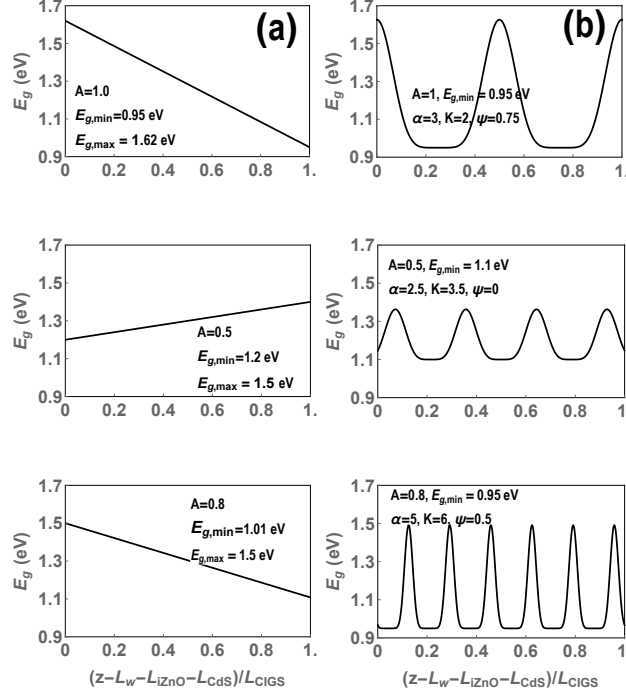 (a)
1.7
1.5
1.3
1.1
0.9
E_g (eV)
A=1.0
E_g,min=0.95 eV
E_g,max = 1.62 eV
0 0.2 0.4 0.6 0.8 1.
(b)
1.7
1.5
1.3
1.1
0.9
E_g (eV)
A=1, E_g,min = 0.95 eV
α=3, K=2, ψ=0.75
0 0.2 0.4 0.6 0.8 1.
1.7
1.5
1.3
1.1
0.9
E_g (eV)
A=0.5
E_g,min=1.2 eV
E_g,max = 1.5 eV
0 0.2 0.4 0.6 0.8 1.
1.7
1.5
1.3
1.1
0.9
E_g (eV)
A=0.5, E_g,min = 1.1 eV
α=2.5, K=3.5, ψ=0
0 0.2 0.4 0.6 0.8 1.
1.7
1.5
1.3
1.1
0.9
E_g (eV)
A=0.8
E_g,min=1.01 eV
E_g,max = 1.5 eV
0 0.2 0.4 0.6 0.8 1.
(z−L_w−L_iZnO−L_CdS)/L_CIGS
1.7
1.5
1.3
1.1
0.9
E_g (eV)
A=0.8, E_g,min = 0.95 eV
α=5, K=6, ψ=0.5
0 0.2 0.4 0.6 0.8 1.
(z−L_w−L_iZnO−L_CdS)/L_CIGS